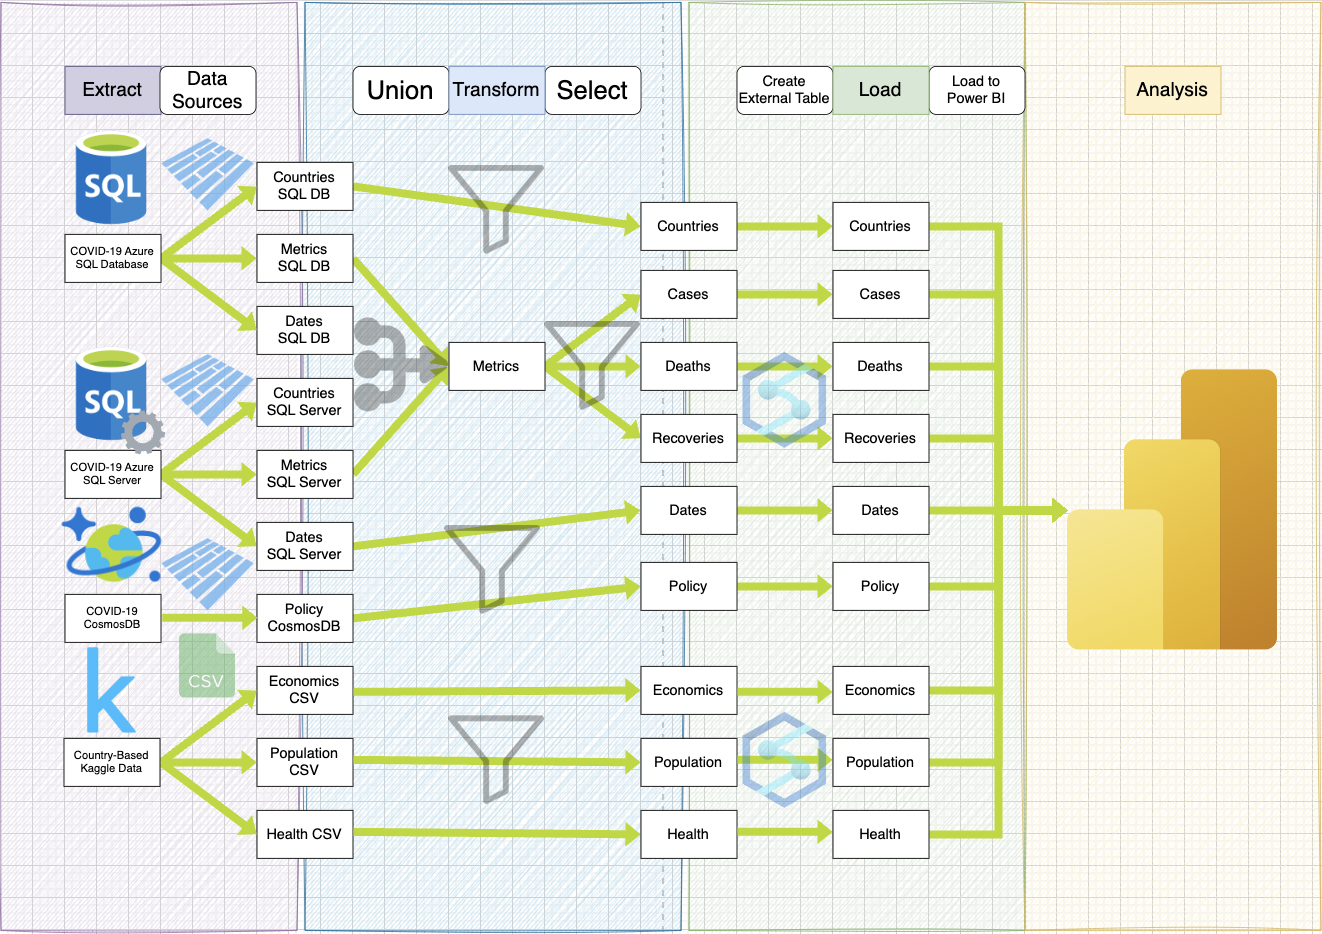 Extract
Data
Sources
Union
Transform
Select
Create
External Table
Load
Load to
Power BI
Analysis
SQL
COVID-19 Azure
SQL Database
Countries
SQL DB
Metrics
SQL DB
Dates
SQL DB
SQL
COVID-19 Azure
SQL Server
Countries
SQL Server
Metrics
SQL Server
Dates
SQL Server
COVID-19
CosmosDB
Policy
CosmosDB
k
CSV
Country-Based
Kaggle Data
Economics
CSV
Population
CSV
Health CSV
Metrics
Countries
Cases
Deaths
Recoveries
Dates
Policy
Economics
Population
Health
Countries
Cases
Deaths
Recoveries
Dates
Policy
Economics
Population
Health